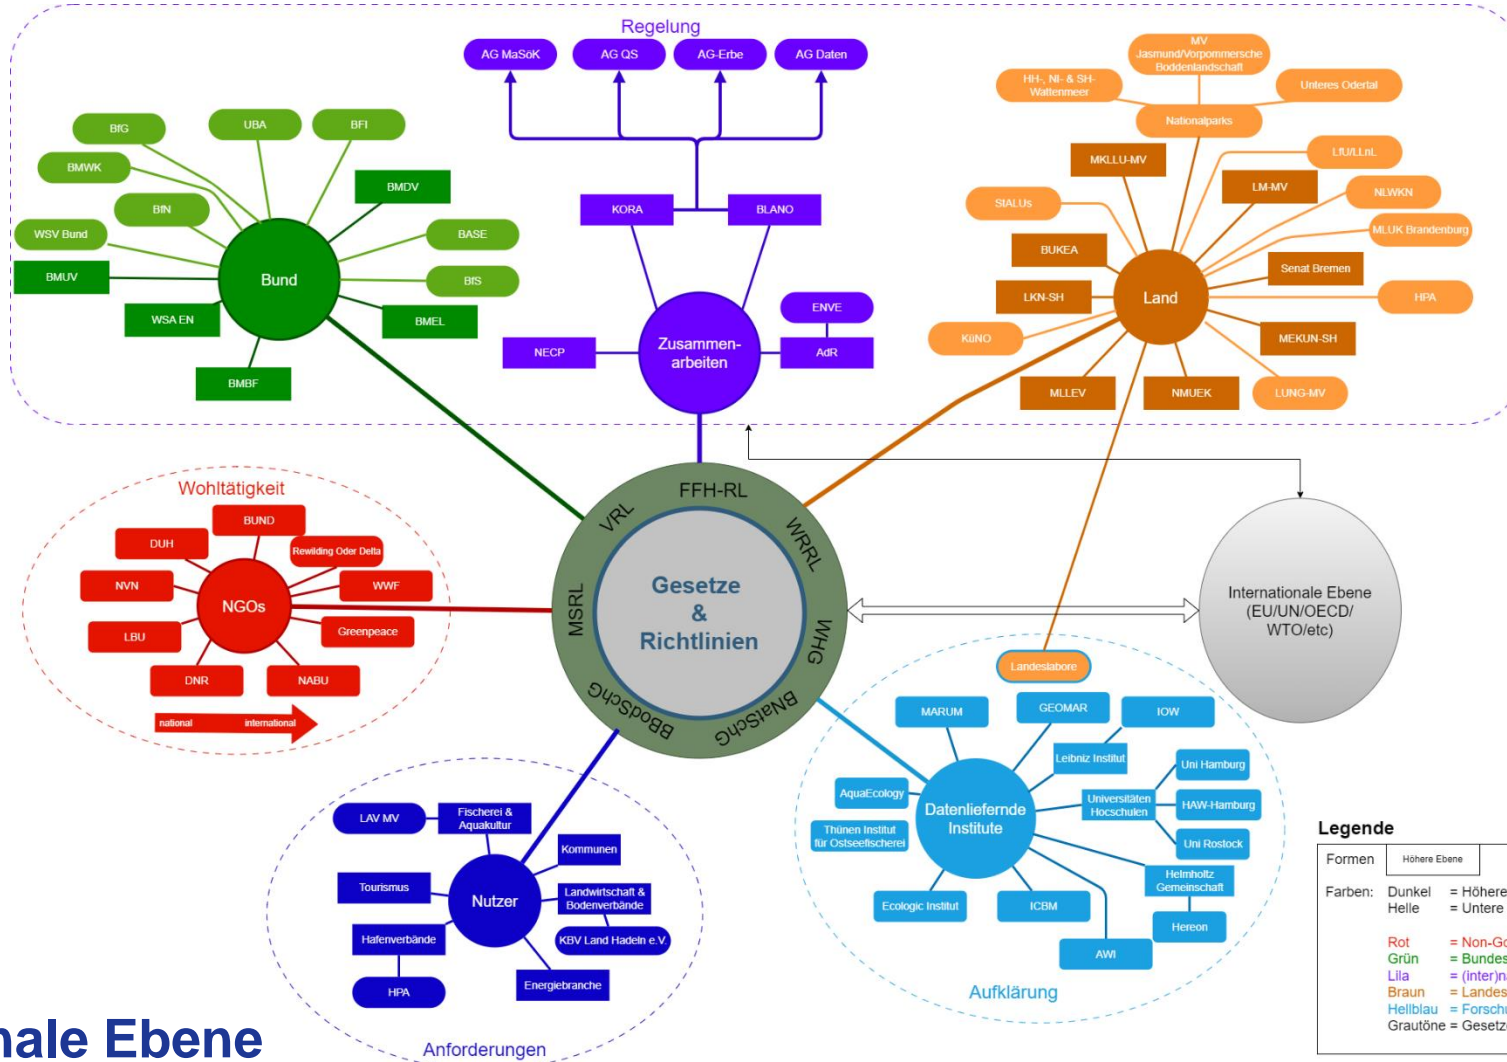 Regelung
AG MaSöK
AG QS
AG-Erbe
AG Daten
MV
Jasmund/Vorpommersche
Boddenlandschaft
HH-, NI- & SH-
Wattenmeer
Unteres Odertal
Nationalparks
BfG
UBA
BFI
BMWK
BMDV
BfN
WSV Bund
BASE
BMUV
Bund
BfS
WSA EN
BMEL
BMBF
KORA
BLANO
Zusammen-
arbeiten
ENVE
NECP
AdR
MKLLU-MV
LfU/LLnL
LM-MV
NLWKN
StALUs
MLUK Brandenburg
BUKEA
Senat Bremen
LKN-SH
Land
HPA
KüNO
MEKUN-SH
MLLEV
NMUEK
LUNG-MV
Wohltätigkeit
BUND
DUH
Rewilding Oder Delta
NVN
WWF
NGOs
LBU
Greenpeace
DNR
NABU
national
international
FFH-RL
VRL
WRRL
MSRL
WHG
BBodSchG
BNatSchG
Gesetze
&
Richtlinien
Internationale Ebene
(EU/UN/OECD/
WTO/etc)
Landeslabore
MARUM
GEOMAR
IOW
Leibniz Institut
Uni Hamburg
AquaEcology
Datenliefernde
Institute
Universitäten
Hocschulen
HAW-Hamburg
Thünen Institut
für Ostseefischerei
Uni Rostock
Helmholtz
Gemeinschaft
Ecologic Institut
ICBM
Hereon
AWI
Aufklärung
LAV MV
Fischerei &
Aquakultur
Kommunen
Tourismus
Nutzer
Landwirtschaft &
Bodenverbände
Hafenverbände
KBV Land Hadeln e.V.
HPA
Energiebranche
Anforderungen
Legende
Formen
Höhere Ebene
Farben:
Dunkel = Höhere
Helle = Untere
Rot = Non-Go
Grün = Bundes
Lila = (inter)na
Braun = Landes
Hellblau = Forschu
Grautöne = Gesetz
nale Ebene